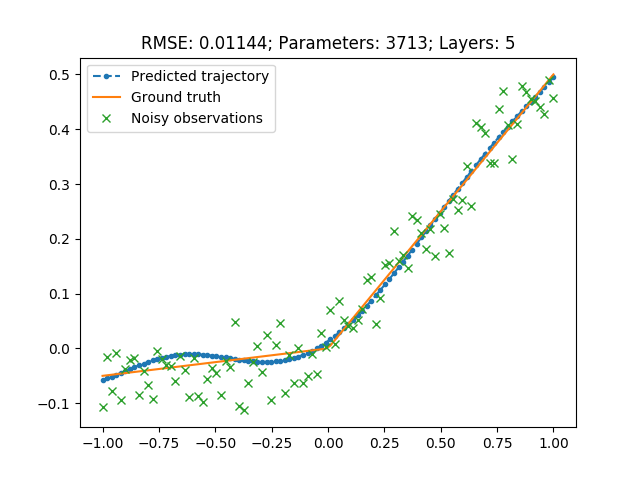 RMSE: 0.01144; Parameters: 3713; Layers: 5
Predicted trajectory
Ground truth
Noisy observations
0.5
0.4
0.3
0.2
0.1
0.0
−0.1
−1.00 −0.75 −0.50 −0.25 0.00 0.25 0.50 0.75 1.00